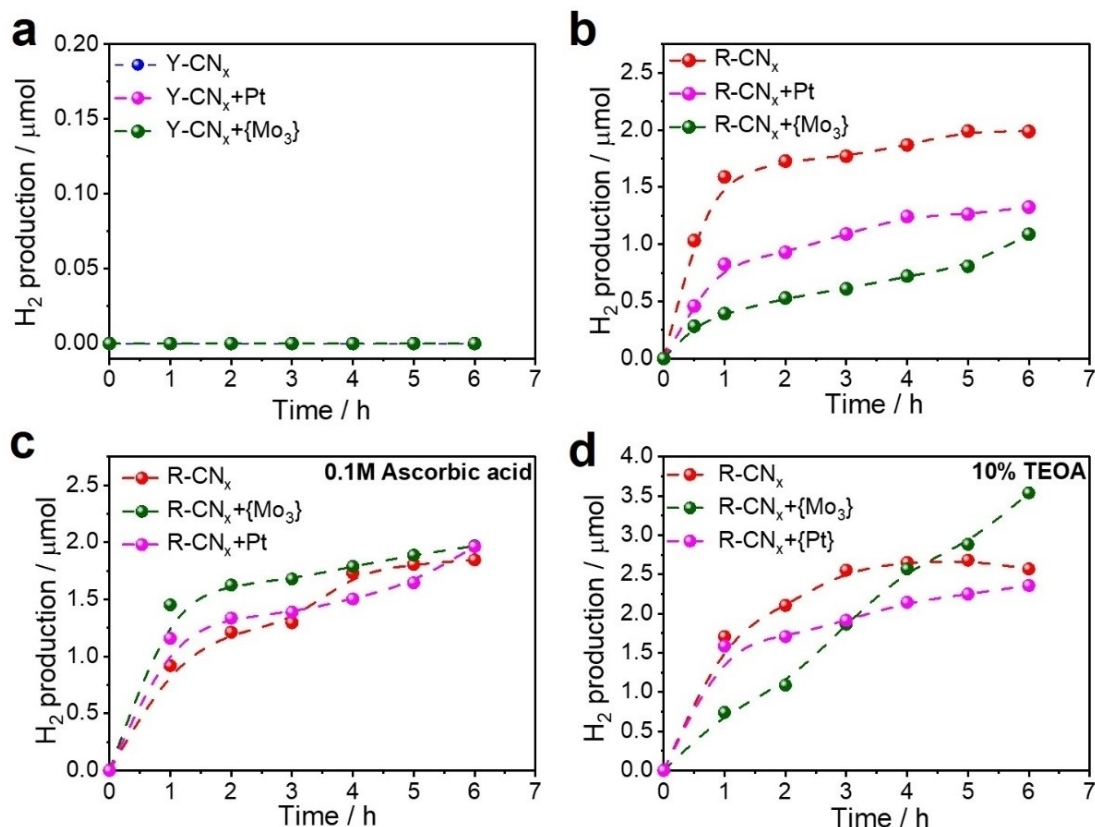 a
0.20
0.15
0.10
0.05
0.00
H₂ production / μmol
Y-CNₓ
Y-CNₓ+Pt
Y-CNₓ+{Mo₃}
0 1 2 3 4 5 6 7
Time / h
b
2.5
2.0
1.5
1.0
0.5
0.0
H₂ production / μmol
R-CNₓ
R-CNₓ+Pt
R-CNₓ+{Mo₃}
0 1 2 3 4 5 6 7
Time / h
c
2.5
2.0
1.5
1.0
0.5
0.0
H₂ production / μmol
R-CNₓ
R-CNₓ+{Mo₃}
R-CNₓ+Pt
0.1M Ascorbic acid
0 1 2 3 4 5 6 7
Time / h
d
4.0
3.5
3.0
2.5
2.0
1.5
1.0
0.5
0.0
H₂ production / μmol
R-CNₓ
R-CNₓ+{Mo₃}
R-CNₓ+{Pt}
10% TEOA
0 1 2 3 4 5 6 7
Time / h